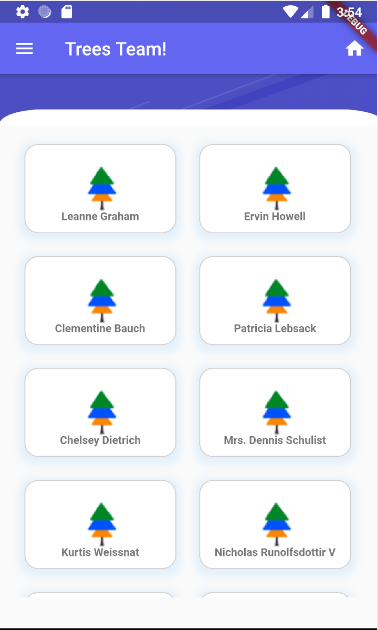 3:54
DEBUG
Trees Team!
Leanne Graham
Ervin Howell
Clementine Bauch
Patricia Lebsack
Chelsey Dietrich
Mrs. Dennis Schulist
Kurtis Weissnat
Nicholas Runolfsdottir V